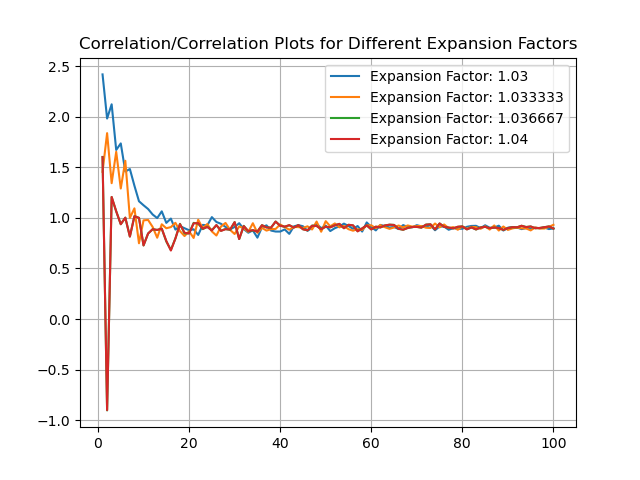 Correlation/Correlation Plots for Different Expansion Factors
2.5
2.0
1.5
1.0
0.5
0.0
−0.5
−1.0
Expansion Factor: 1.03
Expansion Factor: 1.033333
Expansion Factor: 1.036667
Expansion Factor: 1.04
0
20
40
60
80
100